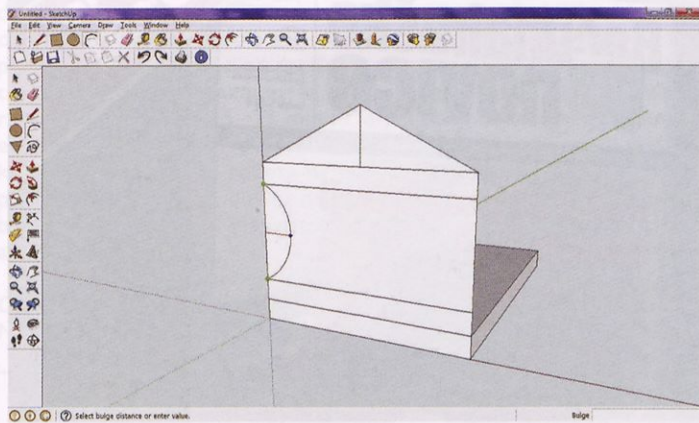 Untitled - SketchUp
File Edit View Camera Draw Tools Window Help
Select bulge distance or enter value.
Bulge